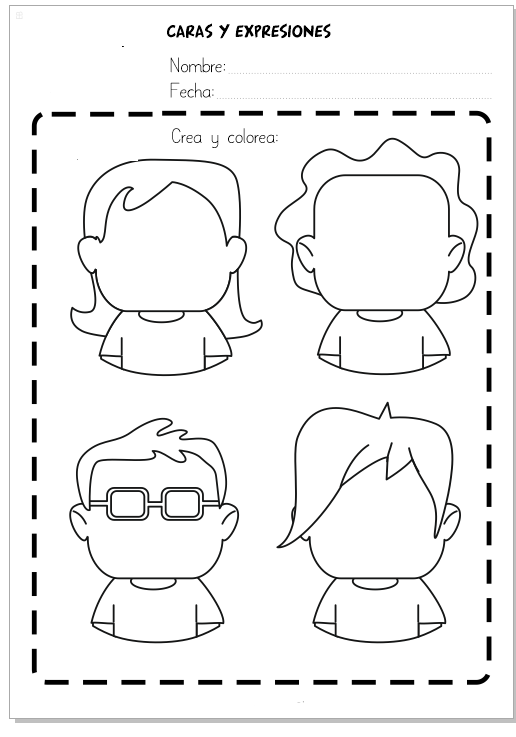 CARAS Y EXPRESIONES
Nombre:
Fecha:
Crea y colorea: